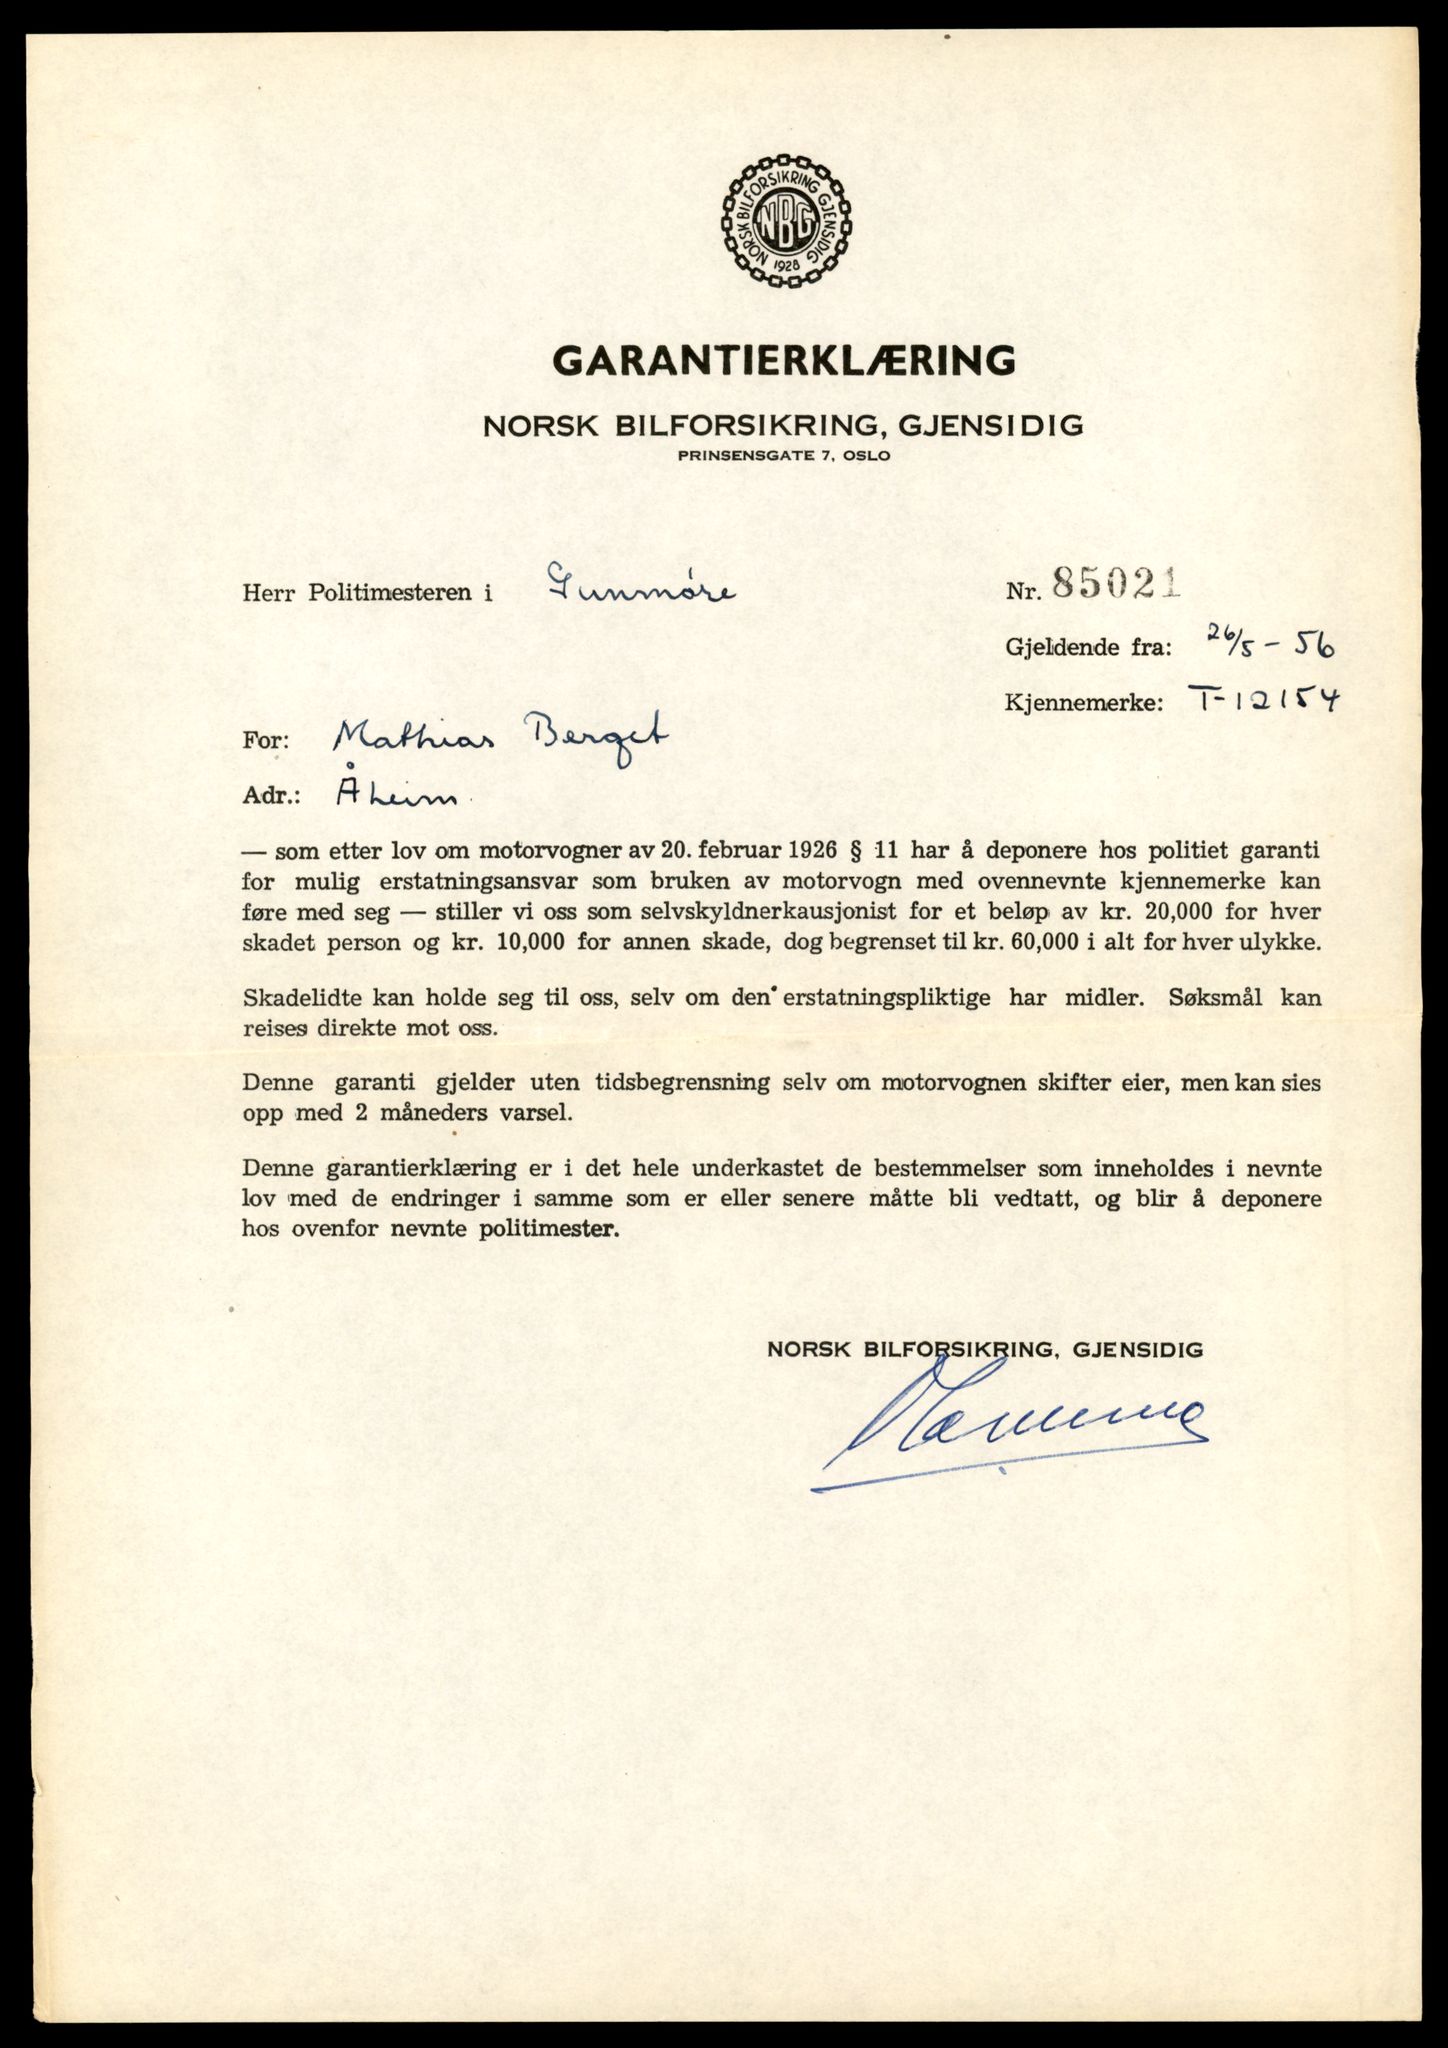 NORSK BILFORSIKRING GJENSIDIG
NBG
1928
GARANTIERKLÆRING
NORSK BILFORSIKRING, GJENSIDIG
PRINSENSGATE 7, OSLO
Herr Politimesteren i Sunnmøre
Nr. 85021
Gjeldende fra: 26/5 - 56
Kjennemerke: T-12154
For: Mathias Berget
Adr.: Åheim
— som etter lov om motorvogner av 20. februar 1926 § 11 har å deponere hos politiet garanti
for mulig erstatningsansvar som bruken av motorvogn med ovennevnte kjennemerke kan
føre med seg — stiller vi oss som selvskyldnerkausjonist for et beløp av kr. 20,000 for hver
skadet person og kr. 10,000 for annen skade, dog begrenset til kr. 60,000 i alt for hver ulykke.
Skadelidte kan holde seg til oss, selv om den erstatningspliktige har midler. Søksmål kan
reises direkte mot oss.
Denne garanti gjelder uten tidsbegrensning selv om motorvognen skifter eier, men kan sies
opp med 2 måneders varsel.
Denne garantierklæring er i det hele underkastet de bestemmelser som inneholdes i nevnte
lov med de endringer i samme som er eller senere måtte bli vedtatt, og blir å deponere
hos ovenfor nevnte politimester.
NORSK BILFORSIKRING, GJENSIDIG